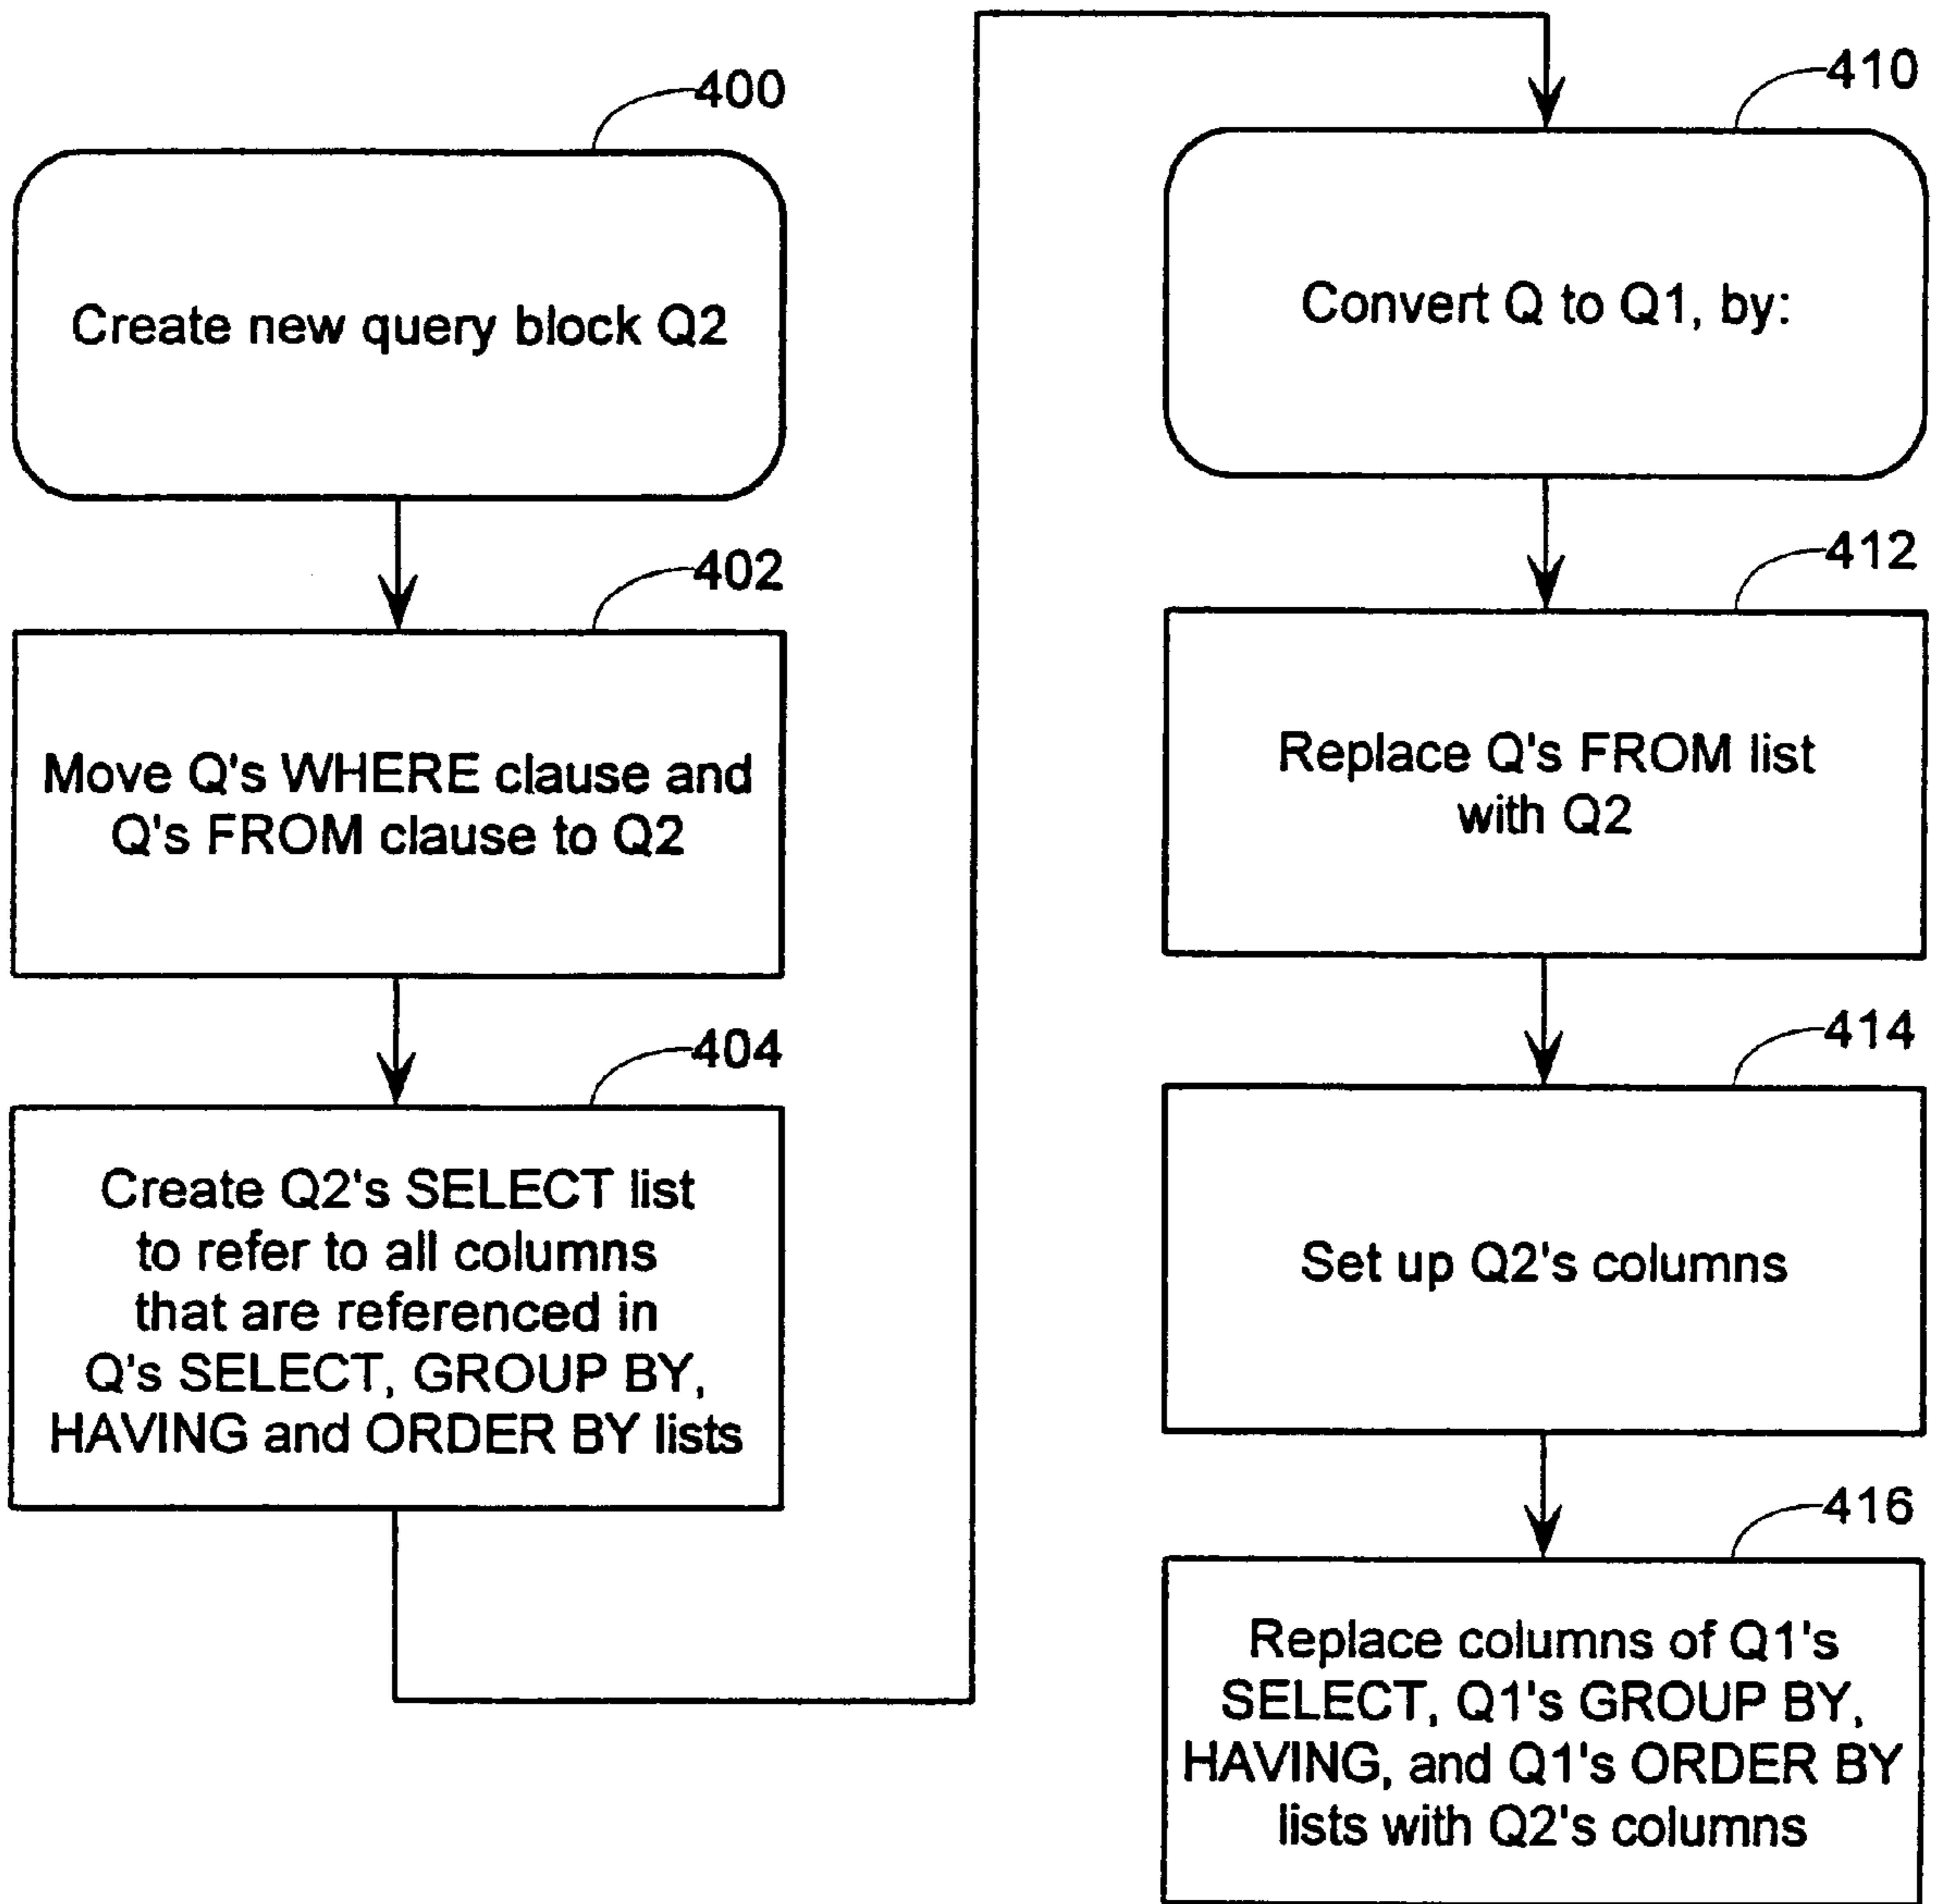 400
Create new query block Q2
402
Move Q's WHERE clause and
Q's FROM clause to Q2
404
Create Q2's SELECT list
to refer to all columns
that are referenced in
Q's SELECT, GROUP BY,
HAVING and ORDER BY lists
410
Convert Q to Q1, by:
412
Replace Q's FROM list
with Q2
414
Set up Q2's columns
416
Replace columns of Q1's
SELECT, Q1's GROUP BY,
HAVING, and Q1's ORDER BY
lists with Q2's columns